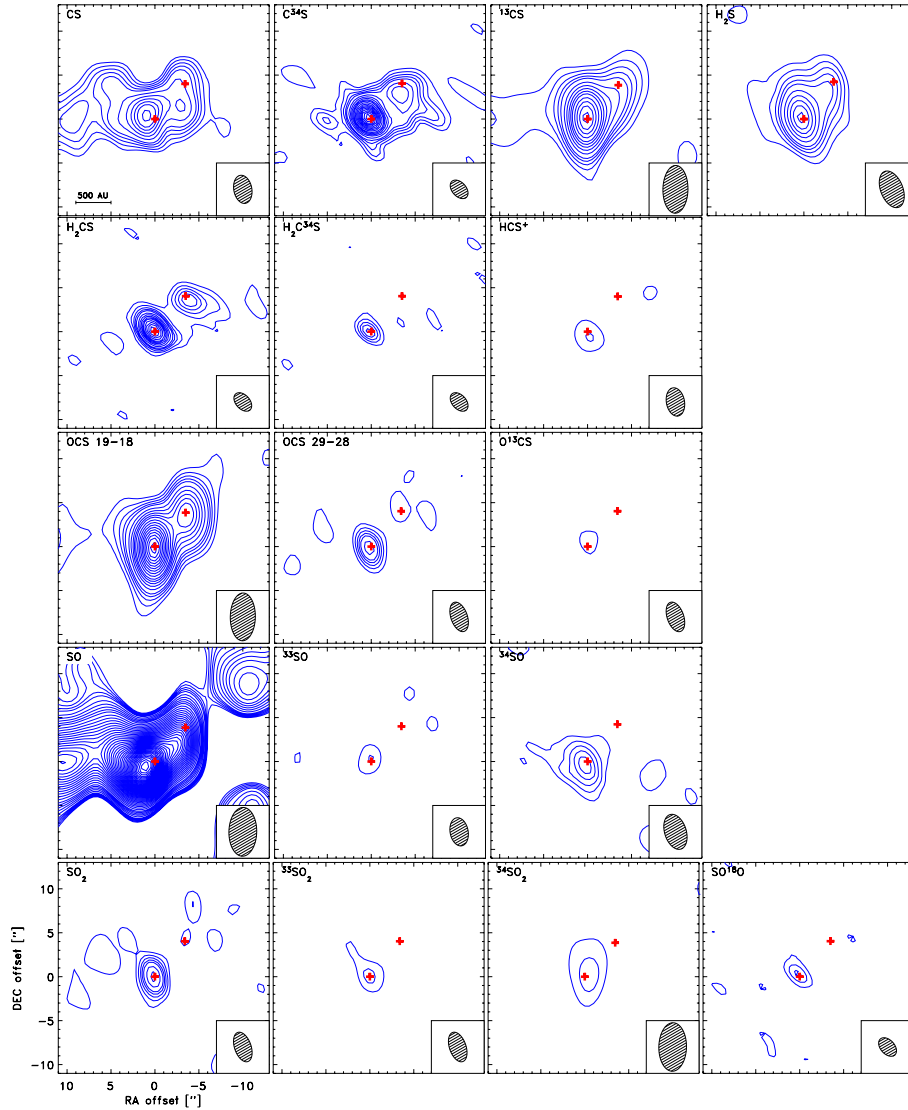 CS
C³⁴S
¹³CS
H₂S
500 AU
H₂CS
H₂C³⁴S
HCS⁺
OCS 19−18
OCS 29−28
O¹³CS
SO
³³SO
³⁴SO
SO₂
³³SO₂
³⁴SO₂
SO¹⁸O
10
5
0
−5
−10
DEC offset ["]
10 5 0 −5 −10
RA offset ["]